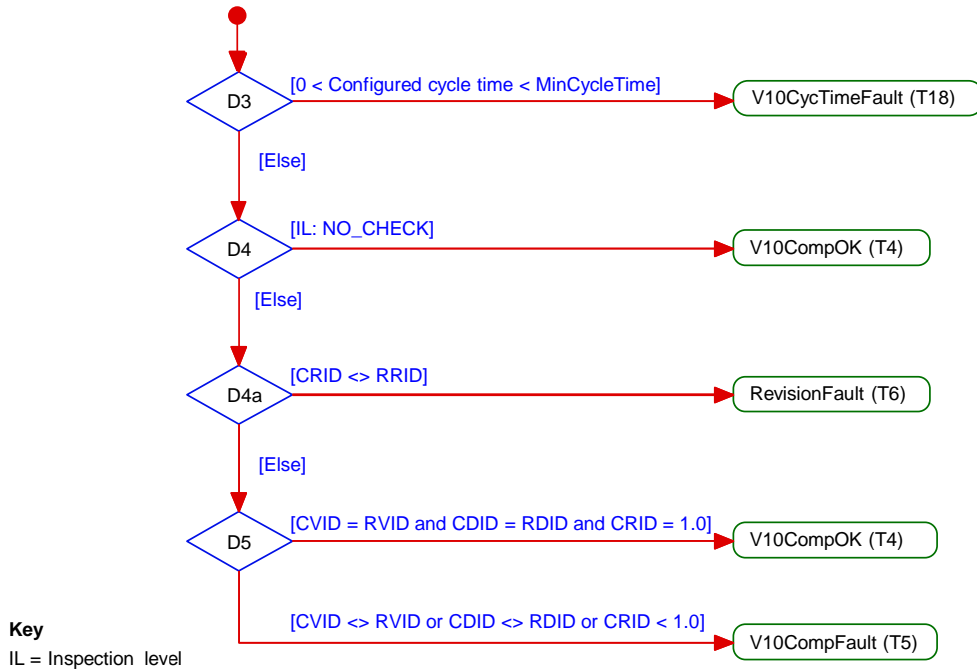 [0 < Configured cycle time < MinCycleTime]
D3
V10CycTimeFault (T18)
[Else]
[IL: NO_CHECK]
D4
V10CompOK (T4)
[Else]
[CRID <> RRID]
D4a
RevisionFault (T6)
[Else]
[CVID = RVID and CDID = RDID and CRID = 1.0]
D5
V10CompOK (T4)
[CVID <> RVID or CDID <> RDID or CRID < 1.0]
V10CompFault (T5)
Key
IL = Inspection level